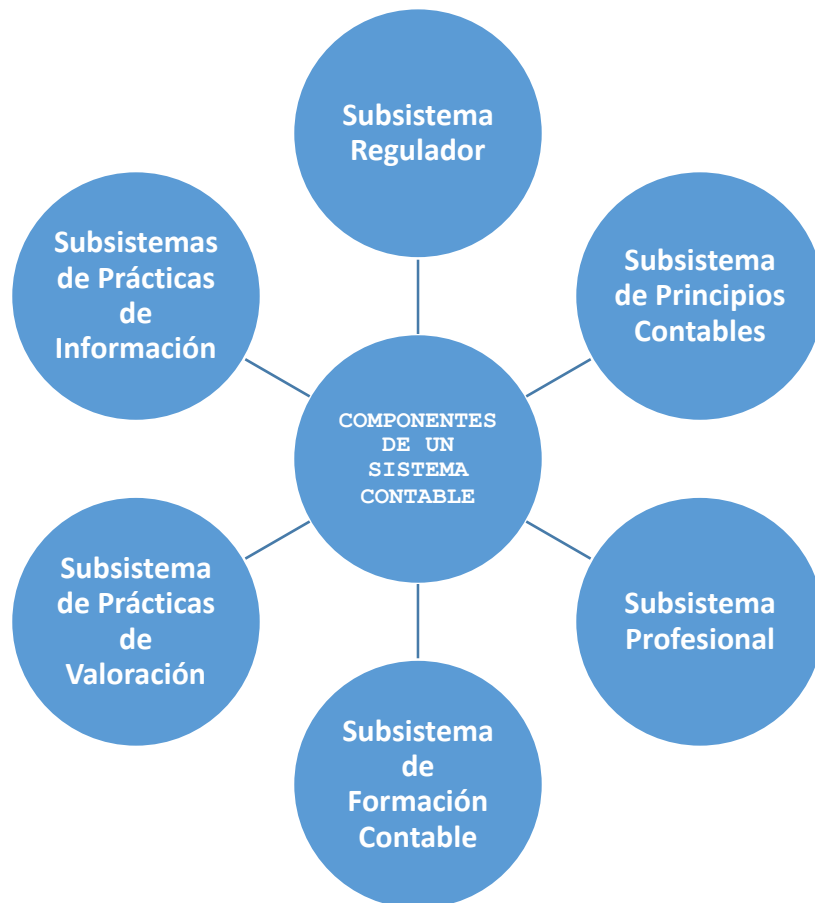 Subsistema
Regulador
Subsistemas
de Prácticas
de
Información
Subsistema
de Principios
Contables
COMPONENTES
DE UN
SISTEMA
CONTABLE
Subsistema
de Prácticas
de
Valoración
Subsistema
Profesional
Subsistema
de
Formación
Contable